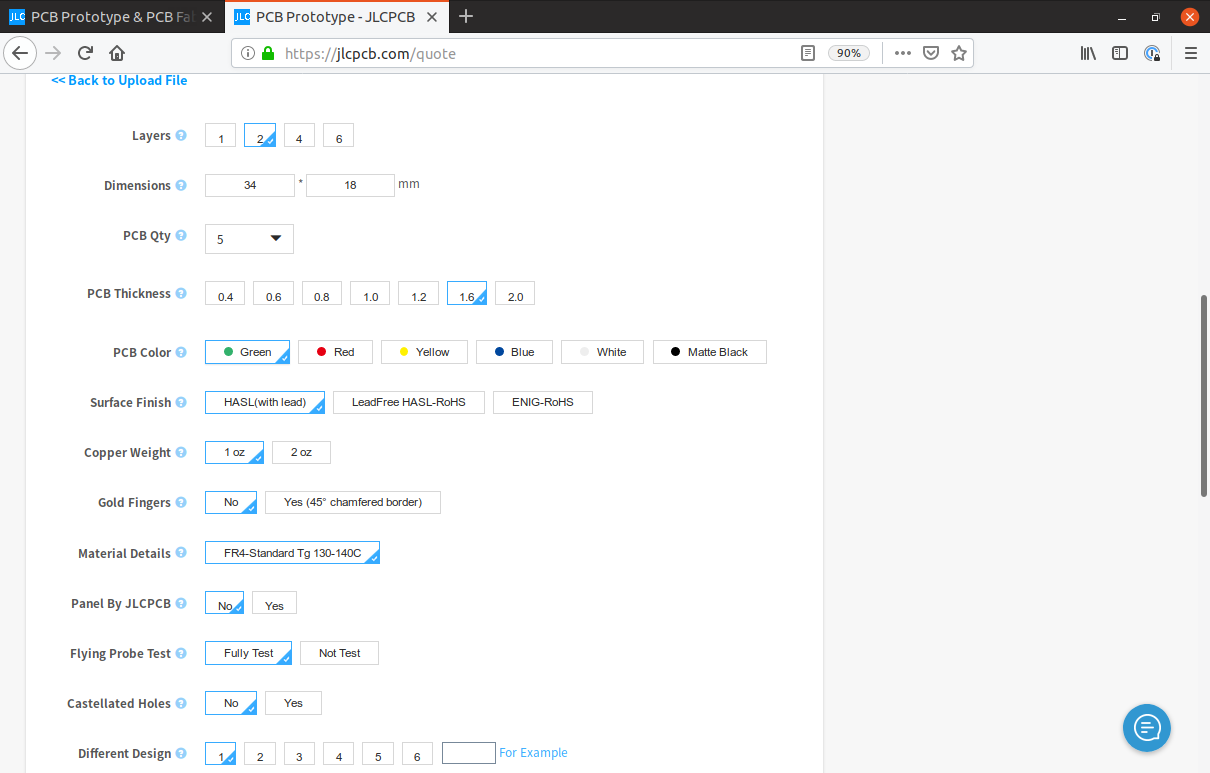 JLC PCB Prototype & PCB Fa
JLC PCB Prototype - JLCPCB
https://jlcpcb.com/quote 90%
<< Back to Upload File
Layers ? 1 2 4 6
Dimensions ? 34 * 18 mm
PCB Qty ? 5
PCB Thickness ? 0.4 0.6 0.8 1.0 1.2 1.6 2.0
PCB Color ? Green Red Yellow Blue White Matte Black
Surface Finish ? HASL(with lead) LeadFree HASL-RoHS ENIG-RoHS
Copper Weight ? 1 oz 2 oz
Gold Fingers ? No Yes (45° chamfered border)
Material Details ? FR4-Standard Tg 130-140C
Panel By JLCPCB ? No Yes
Flying Probe Test ? Fully Test Not Test
Castellated Holes ? No Yes
Different Design ? 1 2 3 4 5 6 For Example